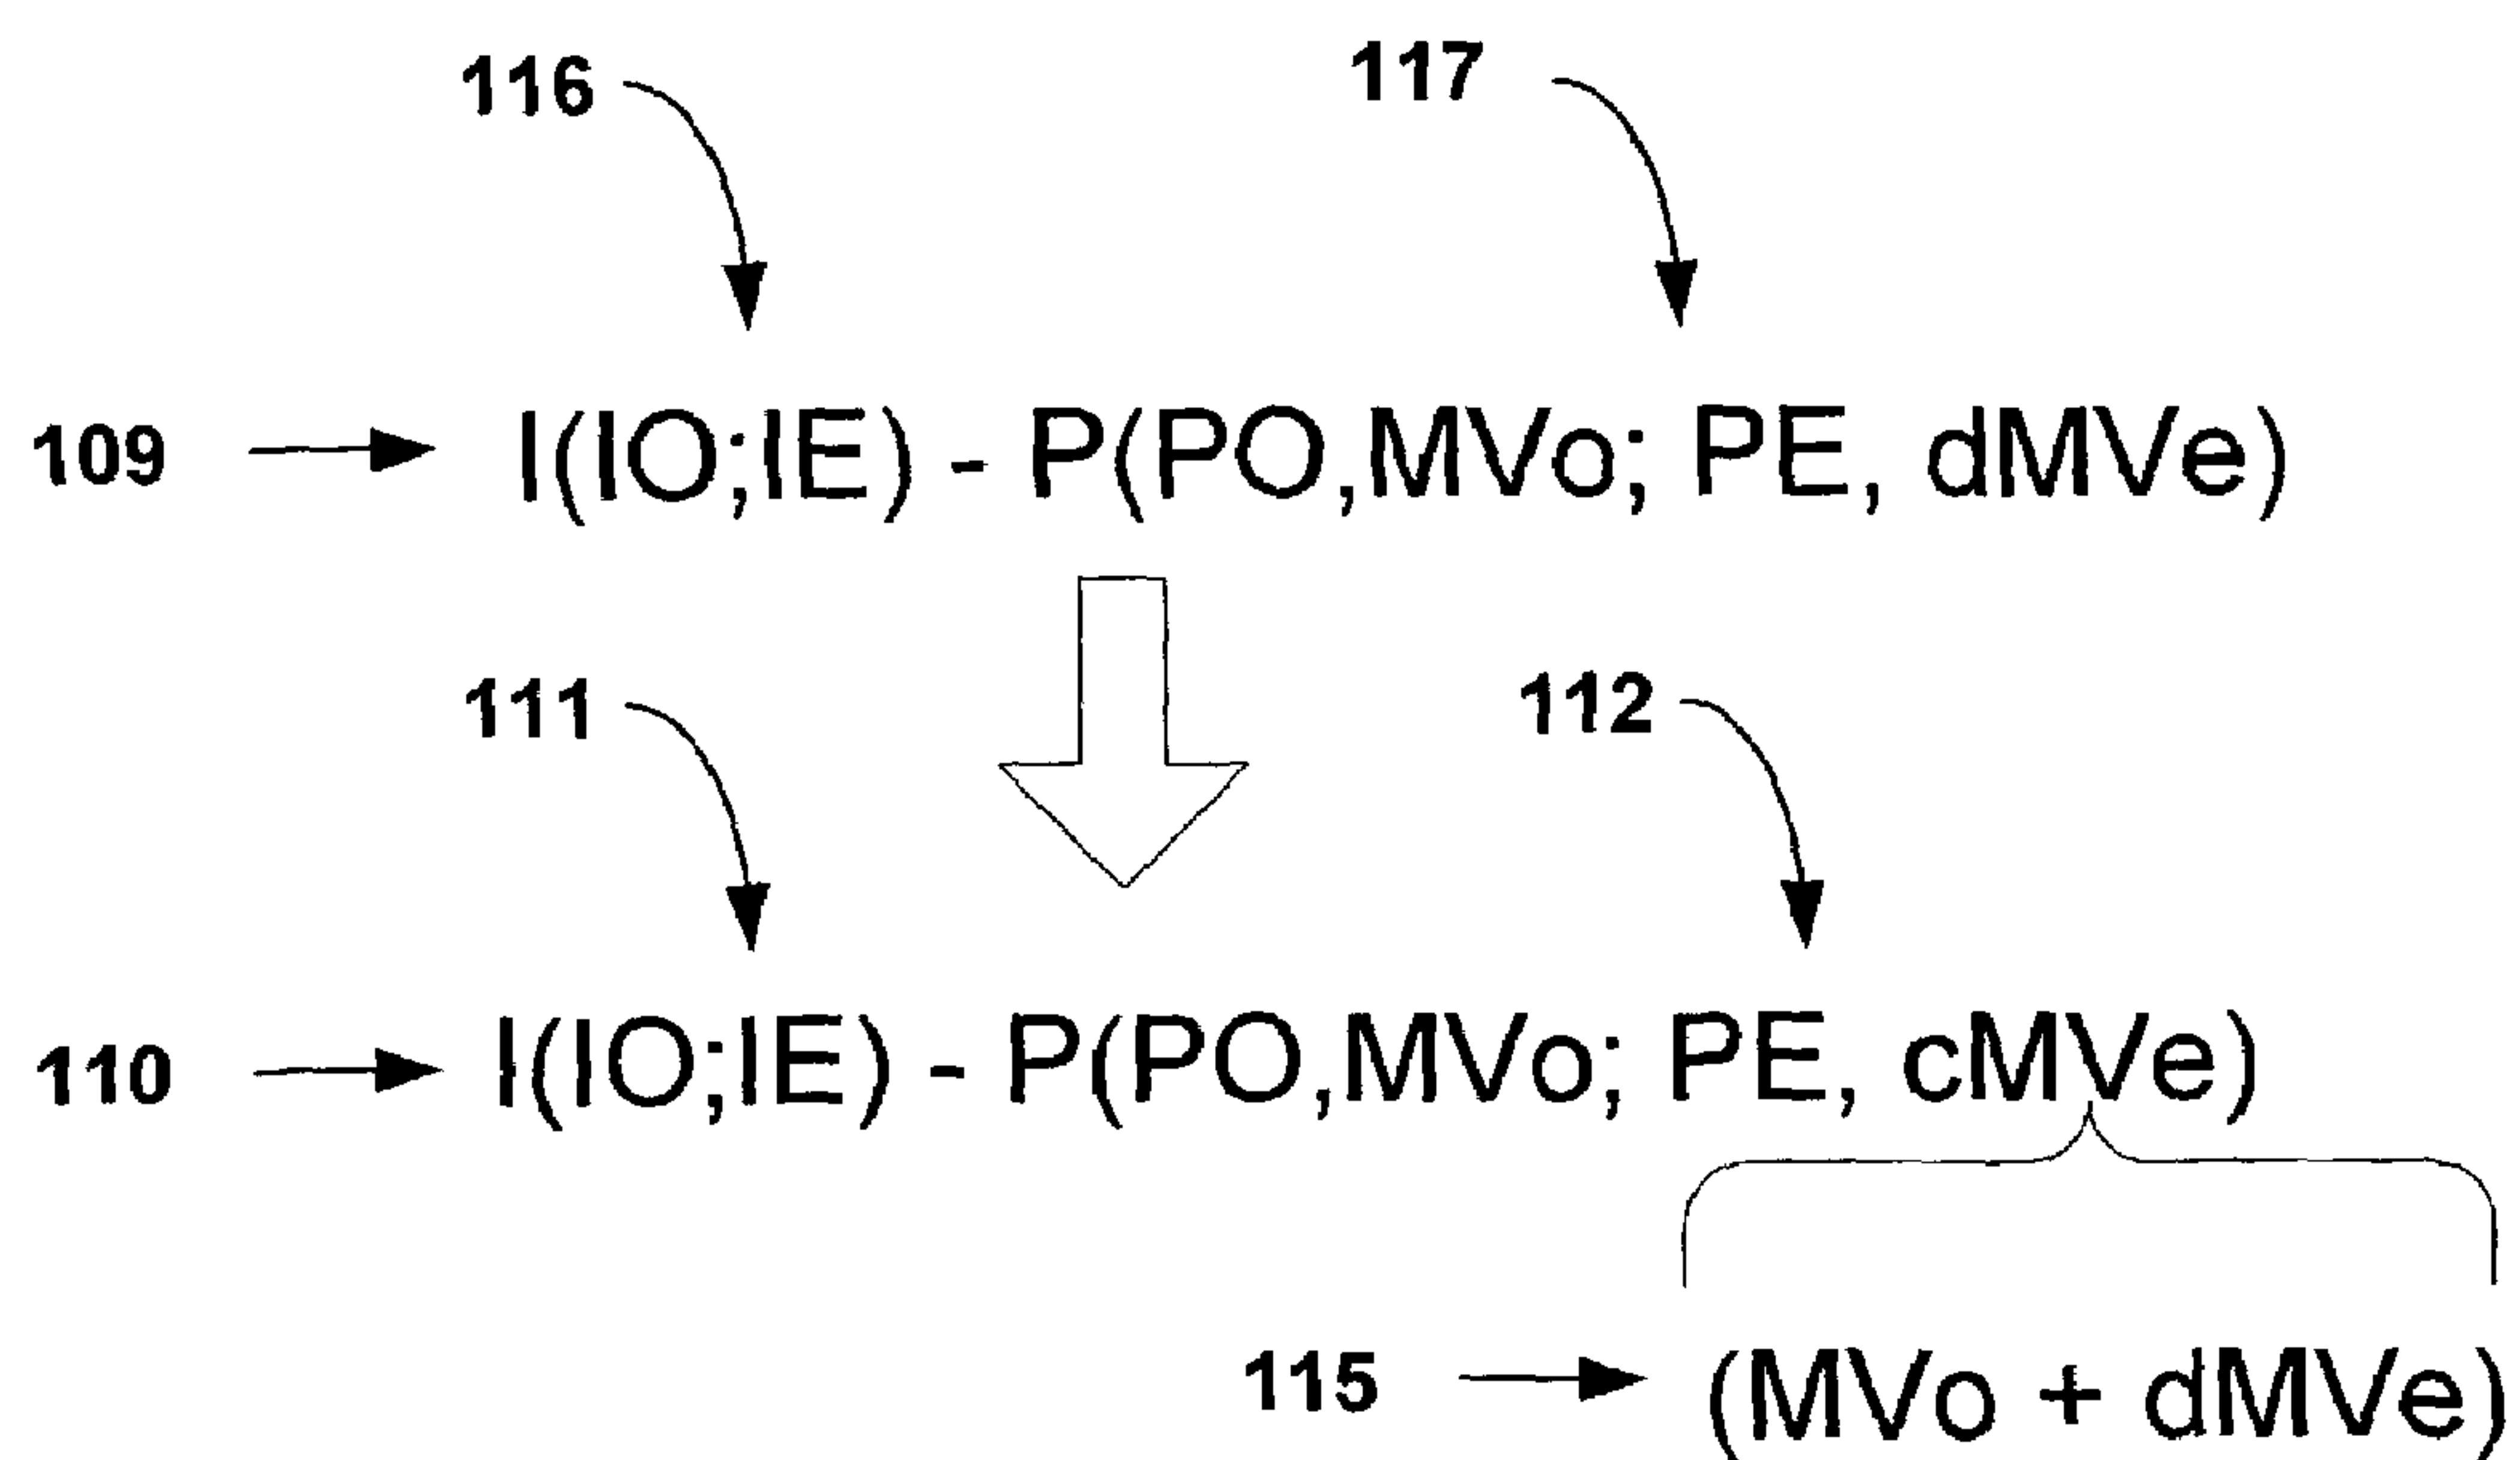 116 117
109 I(IO;IE) - P(PO,MVo; PE, dMVe)
111 112
110 I(IO;IE) - P(PO,MVo; PE, cMVe)
115 (MVo + dMVe)